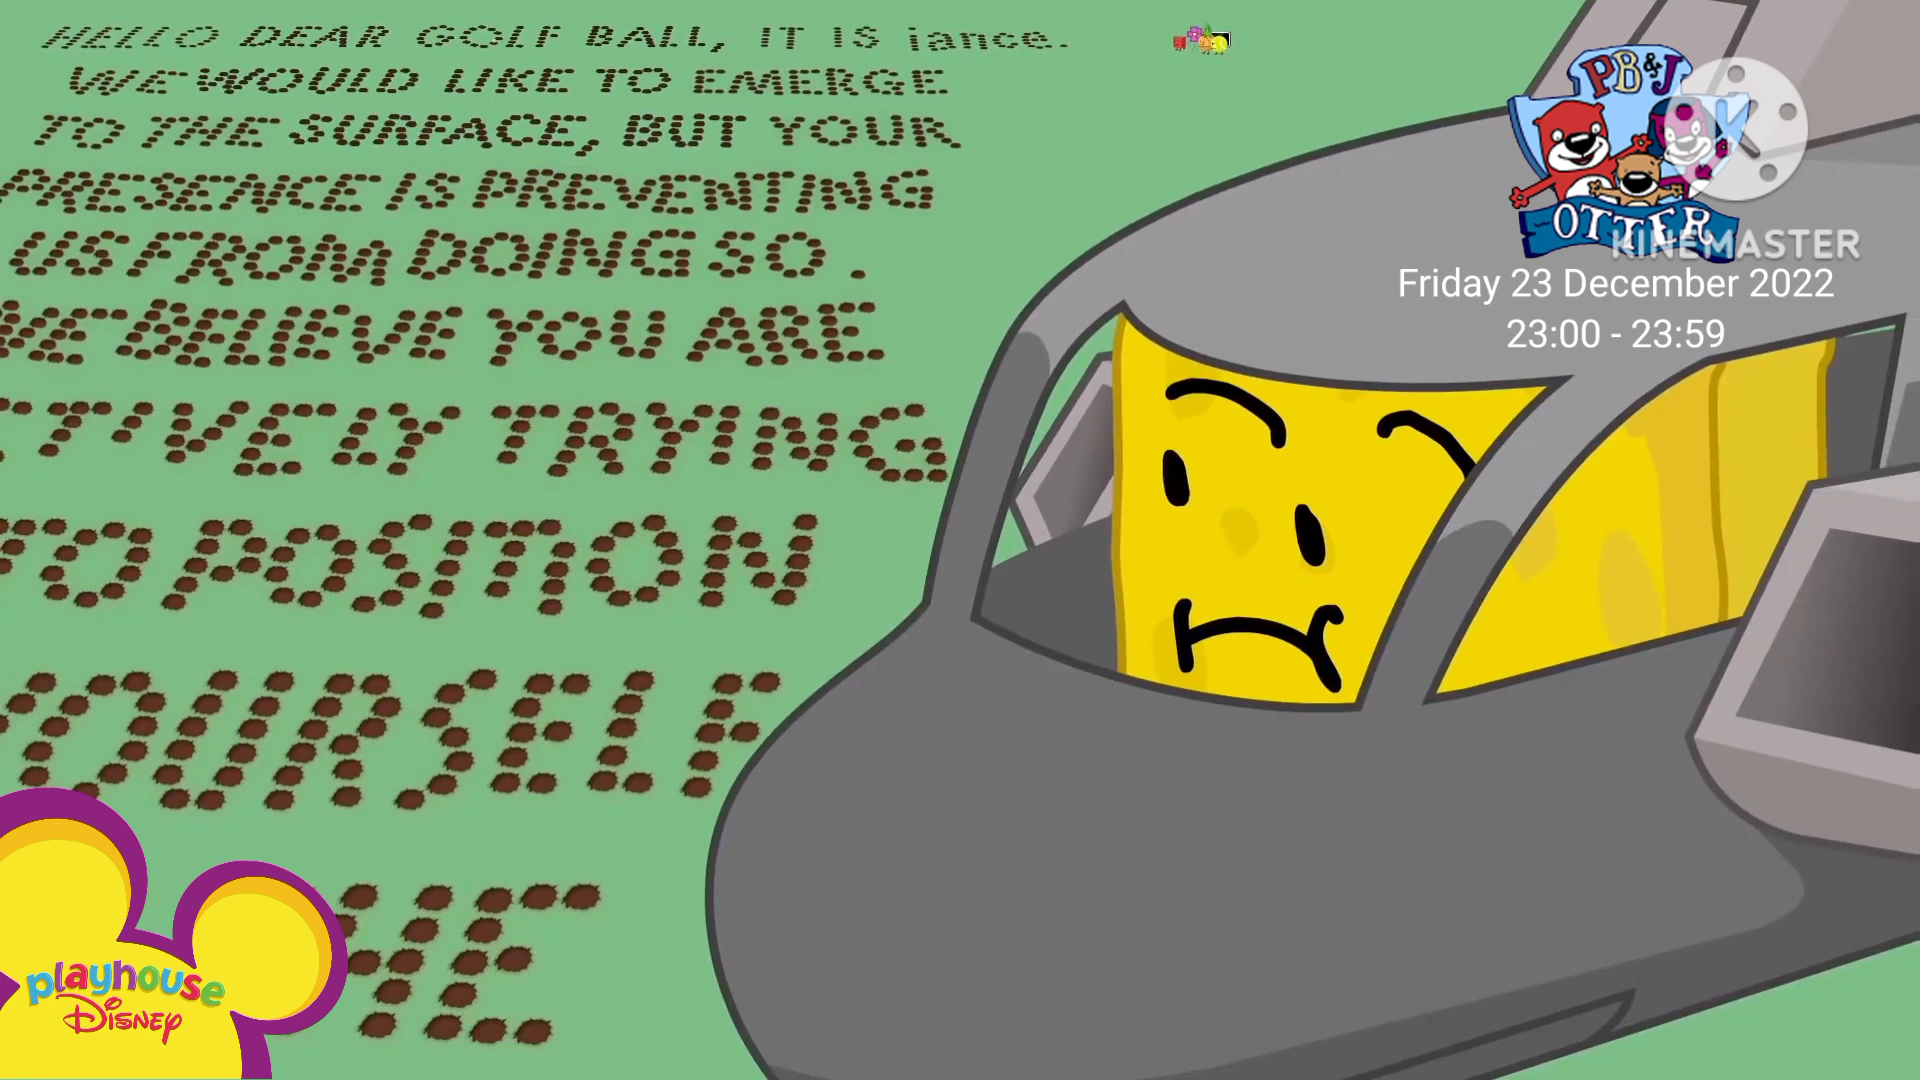 HELLO DEAR GOLF BALL, IT IS iance.
WE WOULD LIKE TO EMERGE
TO THE SURFACE, BUT YOUR
PRESENCE IS PREVENTING
US FROM DOING SO.
WE BELIEVE YOU ARE
TRYING
TO POSITION
YOURSELF
PB&J
OTTER
KINEMASTER
Friday 23 December 2022
23:00 - 23:59
playhouse
DISNEY